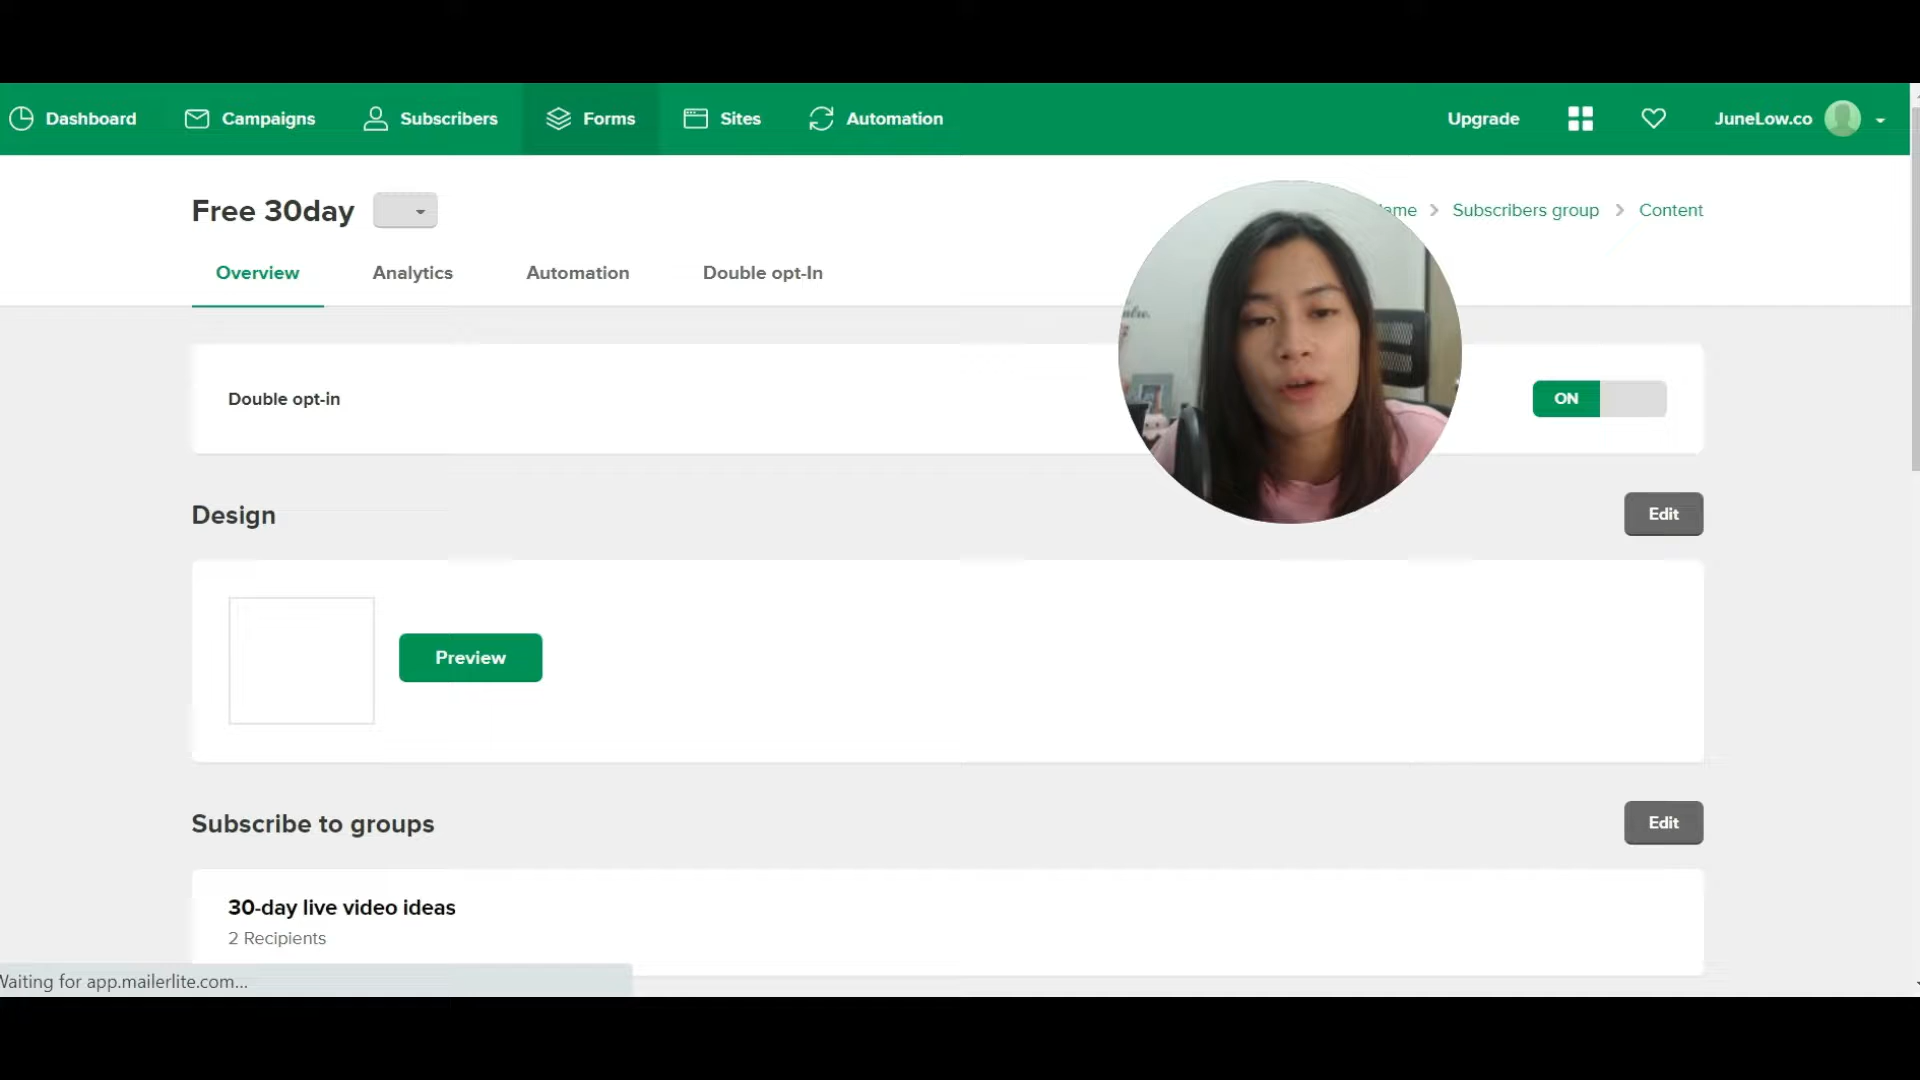 Dashboard Campaigns Subscribers Forms Sites Automation Upgrade JuneLow.co
Free 30day
Subscribers group Content
Overview Analytics Automation Double opt-In
Double opt-in
ON
Design
Edit
Preview
Subscribe to groups
Edit
30-day live video ideas
2 Recipients
Waiting for app.mailerlite.com...